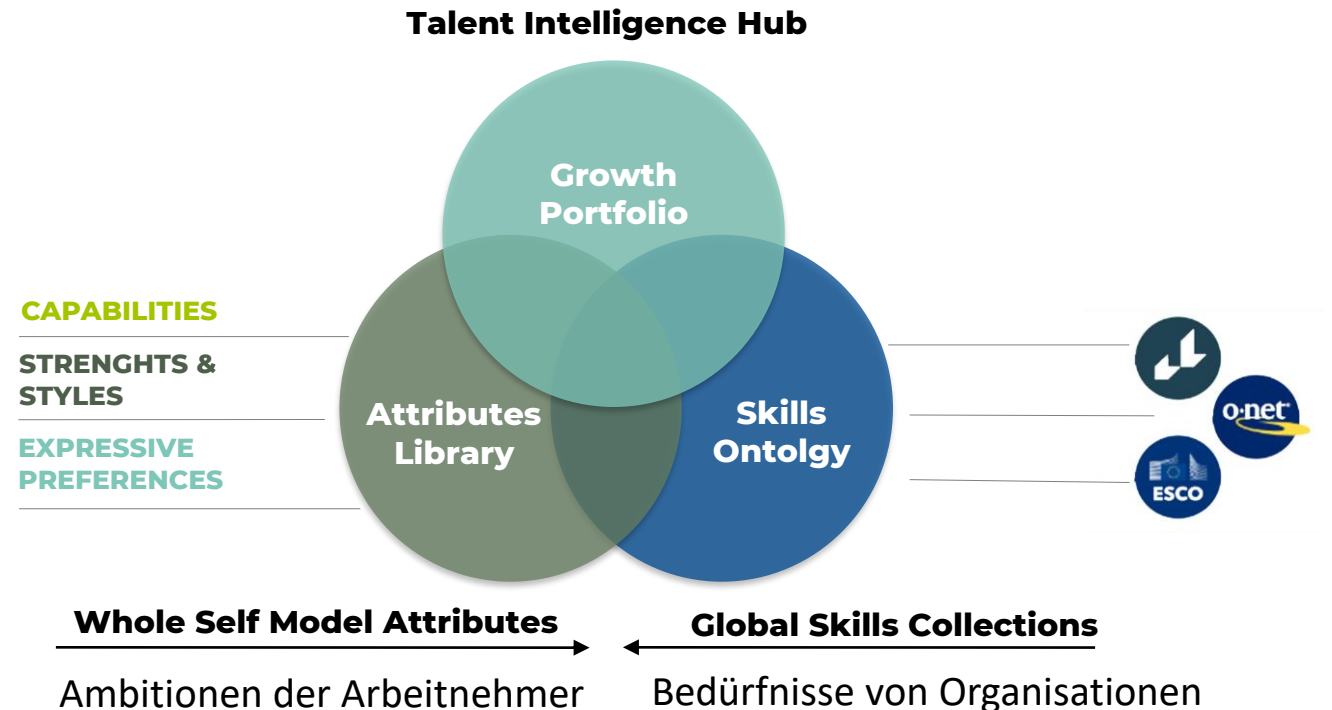 Talent Intelligence Hub
Growth
Portfolio
CAPABILITIES
STRENGHTS &
STYLES
EXPRESSIVE
PREFERENCES
Attributes
Library
Skills
Ontolgy
o·net
ESCO
Whole Self Model Attributes
Global Skills Collections
Ambitionen der Arbeitnehmer
Bedürfnisse von Organisationen